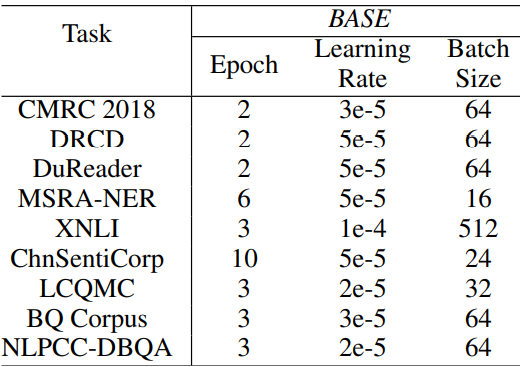 Task BASE
Epoch Learning Rate Batch Size
CMRC 2018 2 3e-5 64
DRCD 2 5e-5 64
DuReader 2 5e-5 64
MSRA-NER 6 5e-5 16
XNLI 3 1e-4 512
ChnSentiCorp 10 5e-5 24
LCQMC 3 2e-5 32
BQ Corpus 3 3e-5 64
NLPCC-DBQA 3 2e-5 64